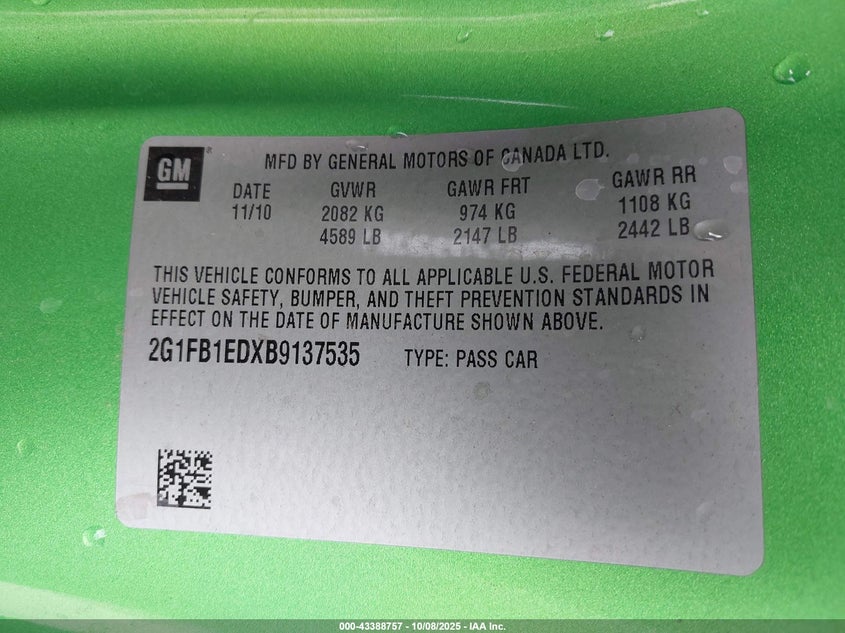 GM®
MFD BY GENERAL MOTORS OF CANADA LTD.
DATE GVWR GAWR FRT GAWR RR
11/10 2082 KG 974 KG 1108 KG
4589 LB 2147 LB 2442 LB
THIS VEHICLE CONFORMS TO ALL APPLICABLE U.S. FEDERAL MOTOR
VEHICLE SAFETY, BUMPER, AND THEFT PREVENTION STANDARDS IN
EFFECT ON THE DATE OF MANUFACTURE SHOWN ABOVE.
2G1FB1EDXB9137535 TYPE: PASS CAR
000-43388757 - 10/08/2025 - IAA Inc.